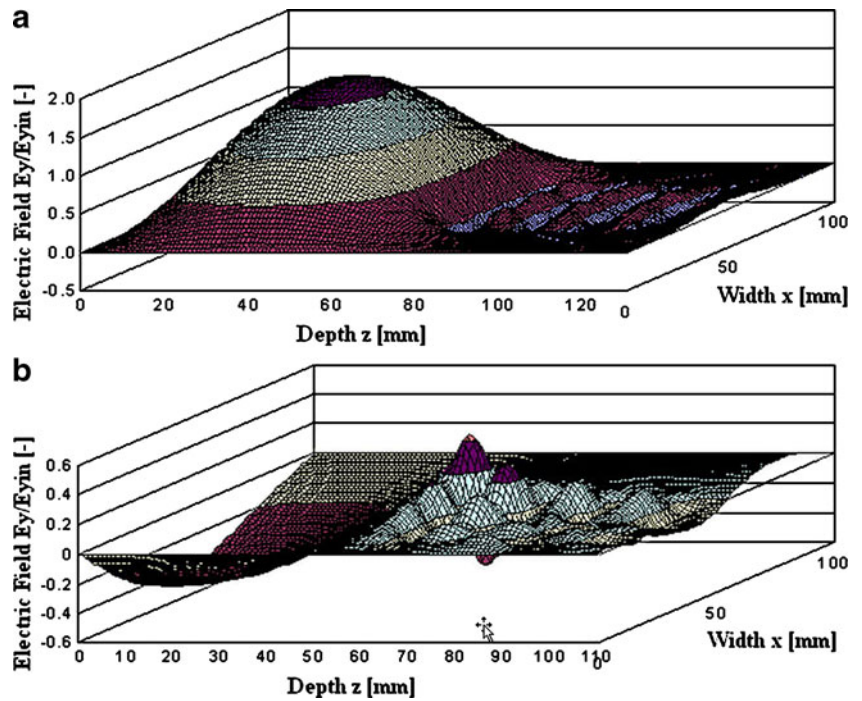 a
Electric Field Ey/Eyin [-]
2.0
1.5
1.0
0.5
0.0
-0.5
0 20 40 60 80 100 120
0
50
100
Depth z [mm]
Width x [mm]
b
Electric Field Ey/Eyin [-]
0.6
0.4
0.2
0
-0.2
-0.4
-0.6
0 10 20 30 40 50 60 70 80 90 100 110
0
50
100
Depth z [mm]
Width x [mm]